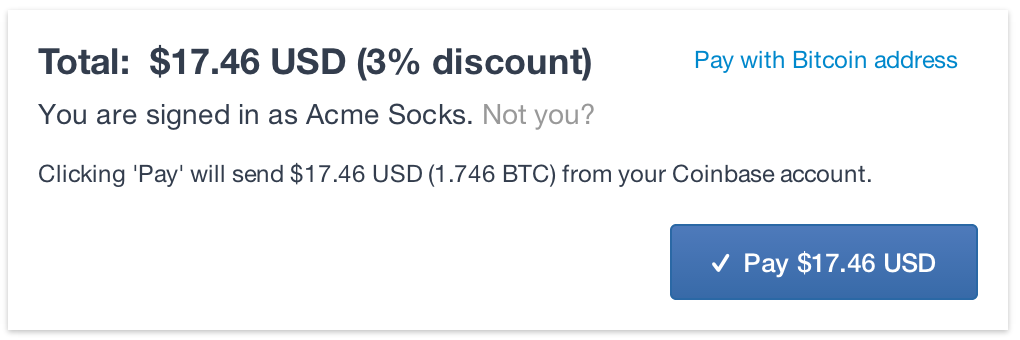 Total:  $17.46 USD (3% discount)
Pay with Bitcoin address
You are signed in as Acme Socks. Not you?
Clicking 'Pay' will send $17.46 USD (1.746 BTC) from your Coinbase account.
✓ Pay $17.46 USD